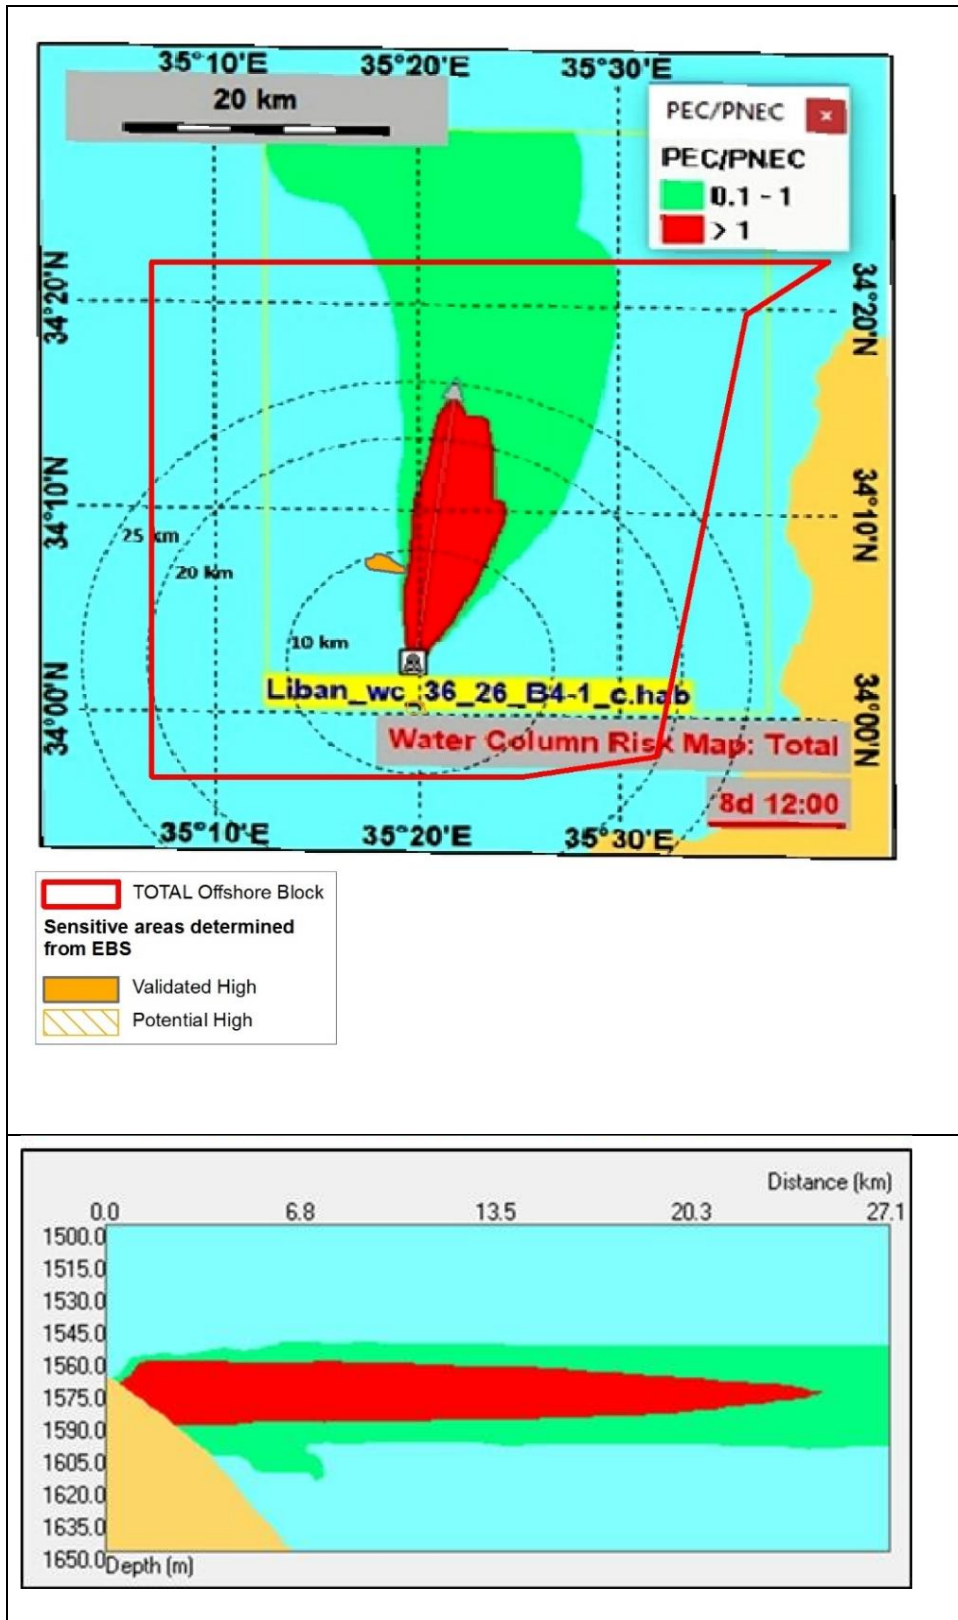 35°10'E 35°20'E 35°30'E
20 km
PEC/PNEC x
PEC/PNEC
0.1 - 1
> 1
34°20'N
34°20'N
34°10'N
34°10'N
25 km
20 km
10 km
Liban_wc_36_26_B4-1_c.hab
34°00'N
34°00'N
Water Column Risk Map: Total
8d 12:00
35°10'E 35°20'E 35°30'E
TOTAL Offshore Block
Sensitive areas determined
from EBS
Validated High
Potential High
Distance (km)
0.0 6.8 13.5 20.3 27.1
1500.0
1515.0
1530.0
1545.0
1560.0
1575.0
1590.0
1605.0
1620.0
1635.0
1650.0 Depth (m)